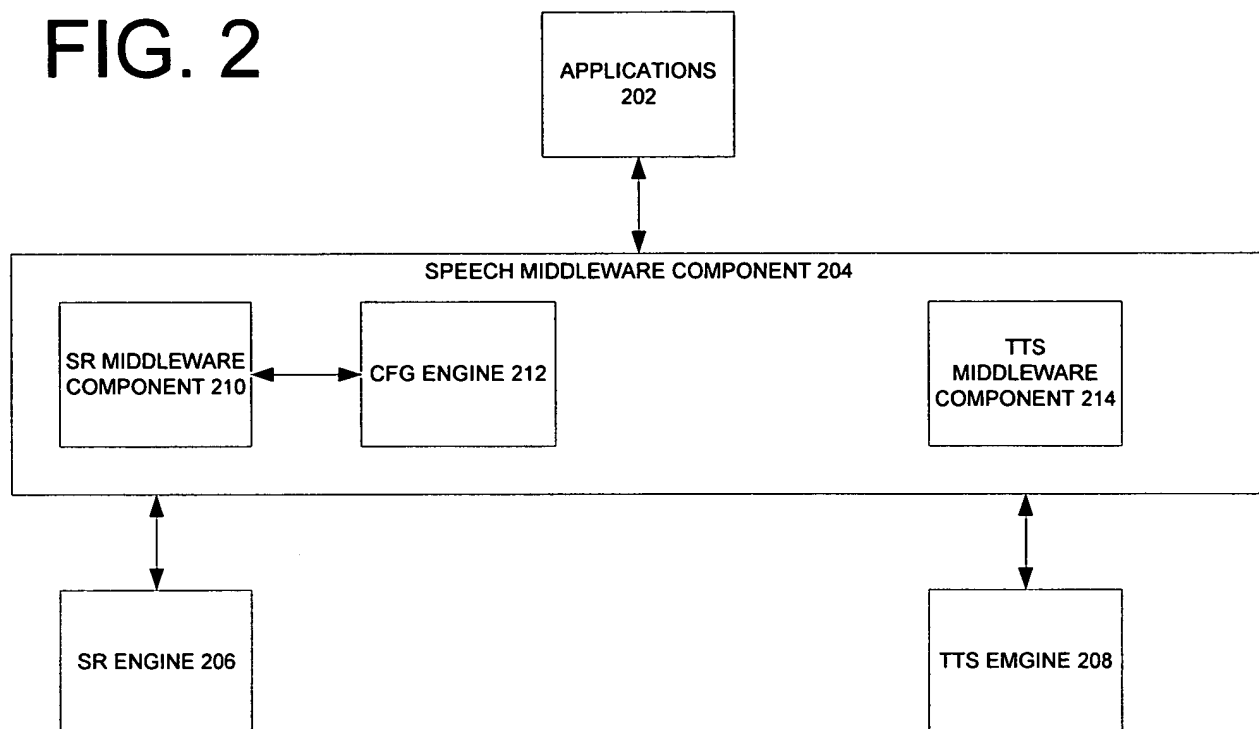 FIG. 2
APPLICATIONS
202
SPEECH MIDDLEWARE COMPONENT 204
SR MIDDLEWARE
COMPONENT 210
CFG ENGINE 212
TTS
MIDDLEWARE
COMPONENT 214
SR ENGINE 206
TTS EMGINE 208